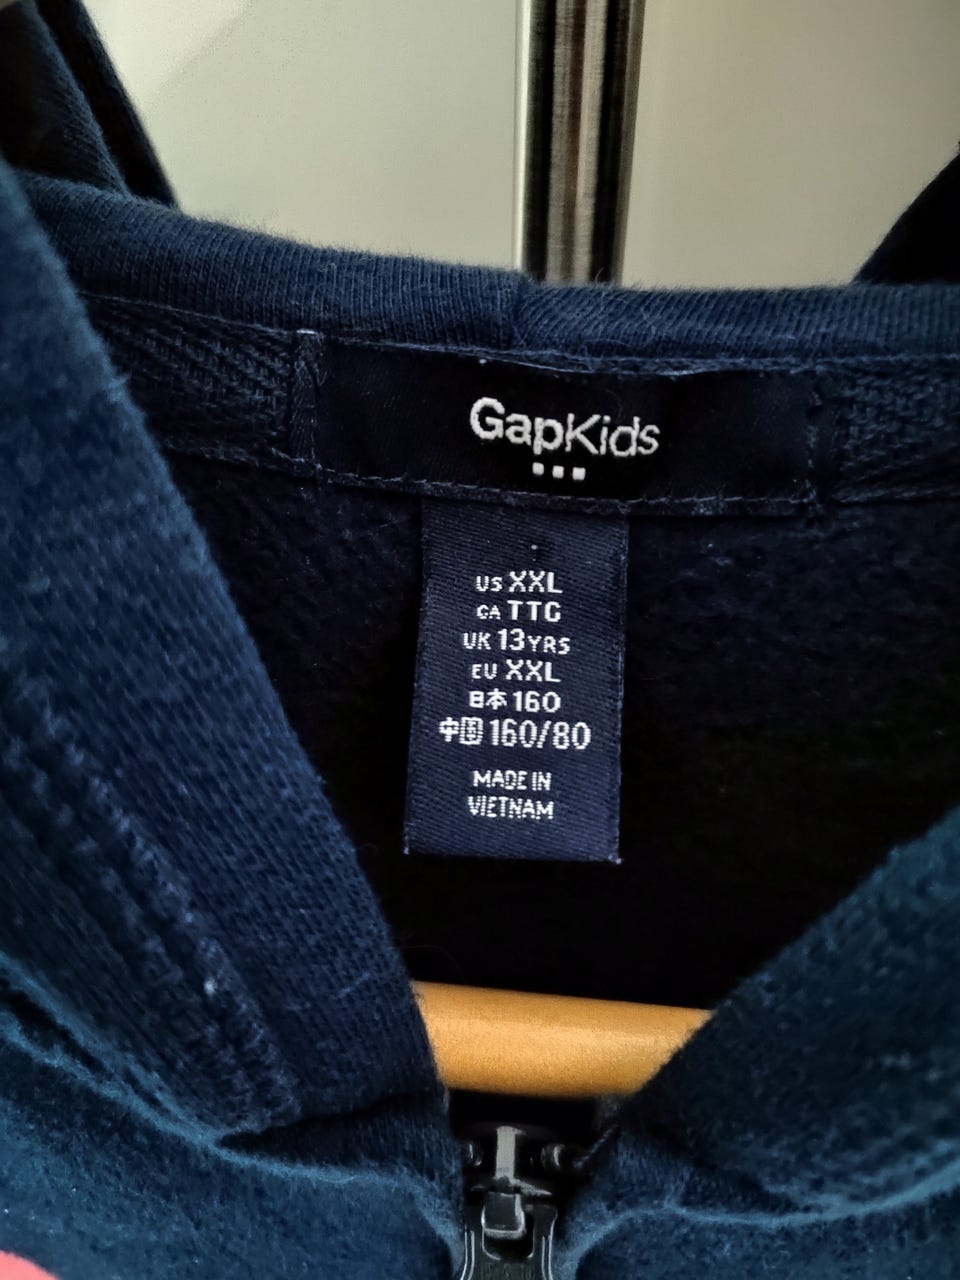 GapKids
US XXL
CA TTG
UK 13YRS
EU XXL
日本 160
中国 160/80
MADE IN
VIETNAM